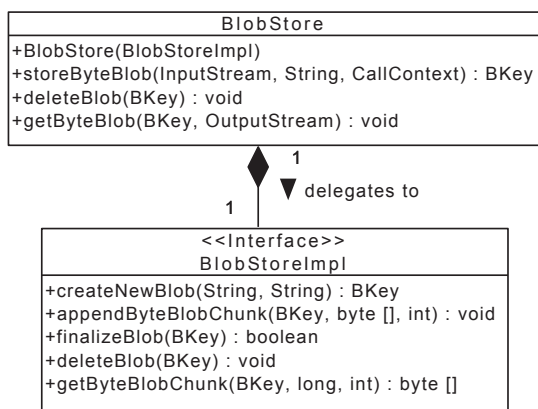 BlobStore
+BlobStore(BlobStoreImpl)
+storeByteBlob(InputStream, String, CallContext) : BKey
+deleteBlob(BKey) : void
+getByteBlob(BKey, OutputStream) : void
1
delegates to
1
<<Interface>>
BlobStoreImpl
+createNewBlob(String, String) : BKey
+appendByteBlobChunk(BKey, byte [], int) : void
+finalizeBlob(BKey) : boolean
+deleteBlob(BKey) : void
+getByteBlobChunk(BKey, long, int) : byte []